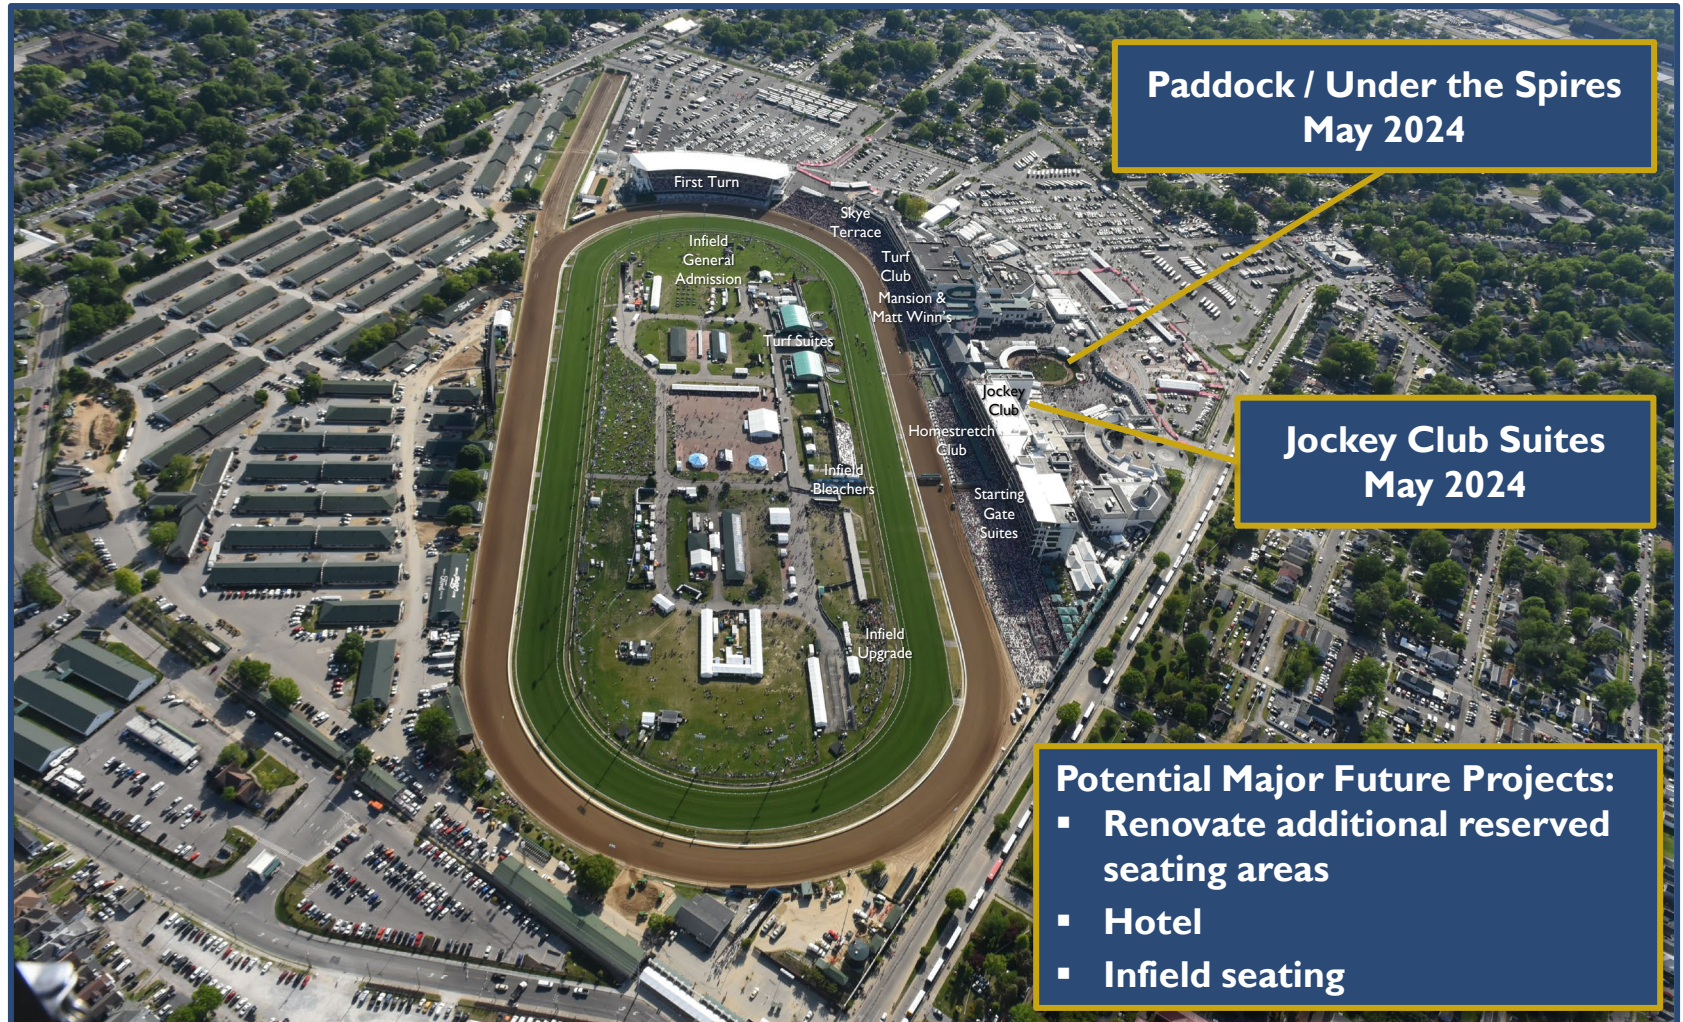 Paddock / Under the Spires
May 2024
First Turn
Skye
Terrace
Infield
General
Admission
Turf
Club
Mansion &
Matt Winn's
Turf Suites
Jockey
Club
Jockey Club Suites
May 2024
Homestretch
Club
Infield
Bleachers
Starting
Gate
Suites
Infield
Upgrade
Potential Major Future Projects:
▪ Renovate additional reserved
seating areas
▪ Hotel
▪ Infield seating